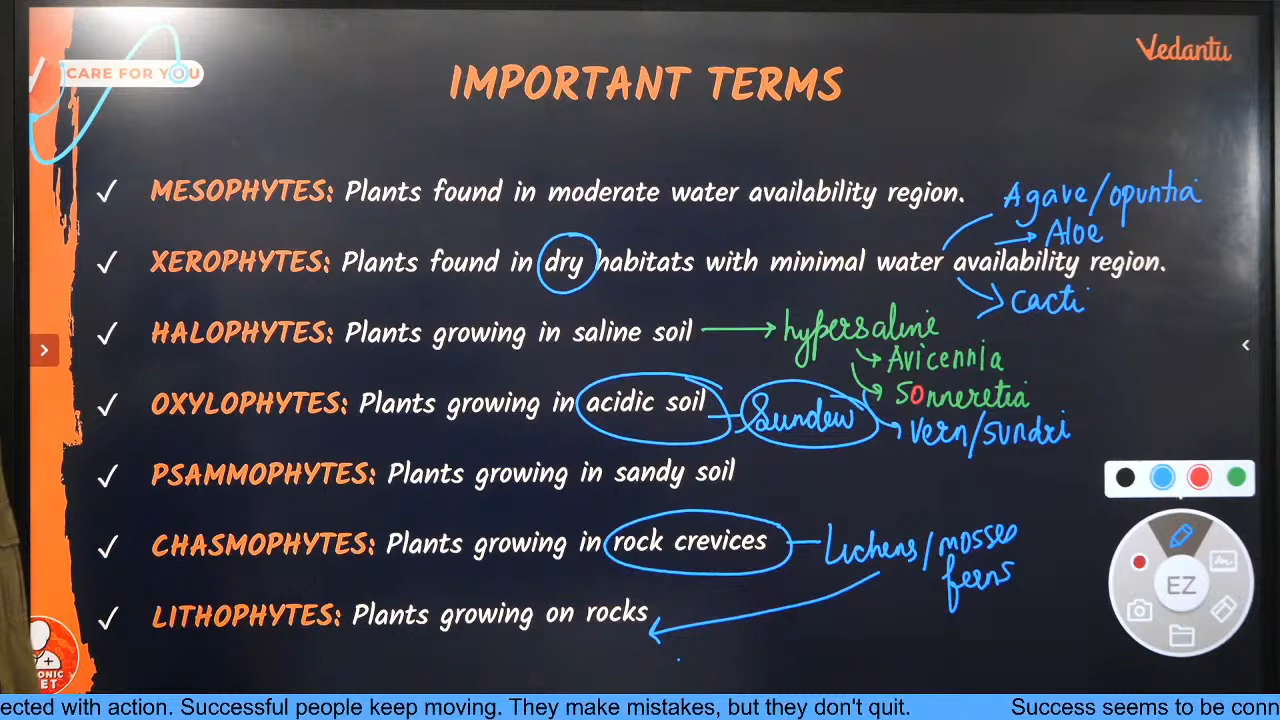 Vedantu
CARE FOR YOU
IMPORTANT TERMS
✓ MESOPHYTES: Plants found in moderate water availability region.
Agave/opuntia
→ Aloe
✓ XEROPHYTES: Plants found in dry habitats with minimal water availability region.
cacti
✓ HALOPHYTES: Plants growing in saline soil → hypersaline
Avicennia
Sonneretia
✓ OXYLOPHYTES: Plants growing in acidic soil - Sundew
Vern/sundri
✓ PSAMMOPHYTES: Plants growing in sandy soil
✓ CHASMOPHYTES: Plants growing in rock crevices - Lichens/mosses
ferns
✓ LITHOPHYTES: Plants growing on rocks
EZ
ONIC
ET
ected with action. Successful people keep moving. They make mistakes, but they don't quit. Success seems to be conn